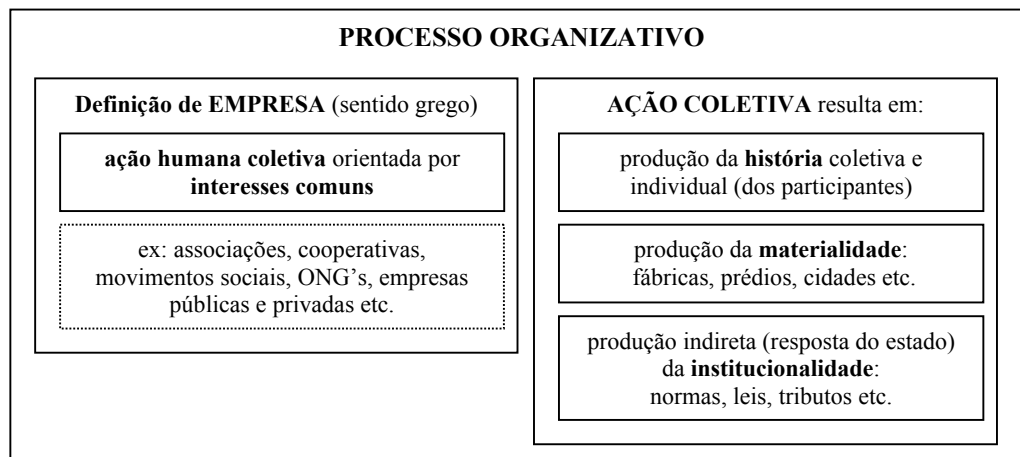 PROCESSO ORGANIZATIVO
Definição de EMPRESA (sentido grego)
ação humana coletiva orientada por
interesses comuns
ex: associações, cooperativas,
movimentos sociais, ONG’s, empresas
públicas e privadas etc.
AÇÃO COLETIVA resulta em:
produção da história coletiva e
individual (dos participantes)
produção da materialidade:
fábricas, prédios, cidades etc.
produção indireta (resposta do estado)
da institucionalidade:
normas, leis, tributos etc.